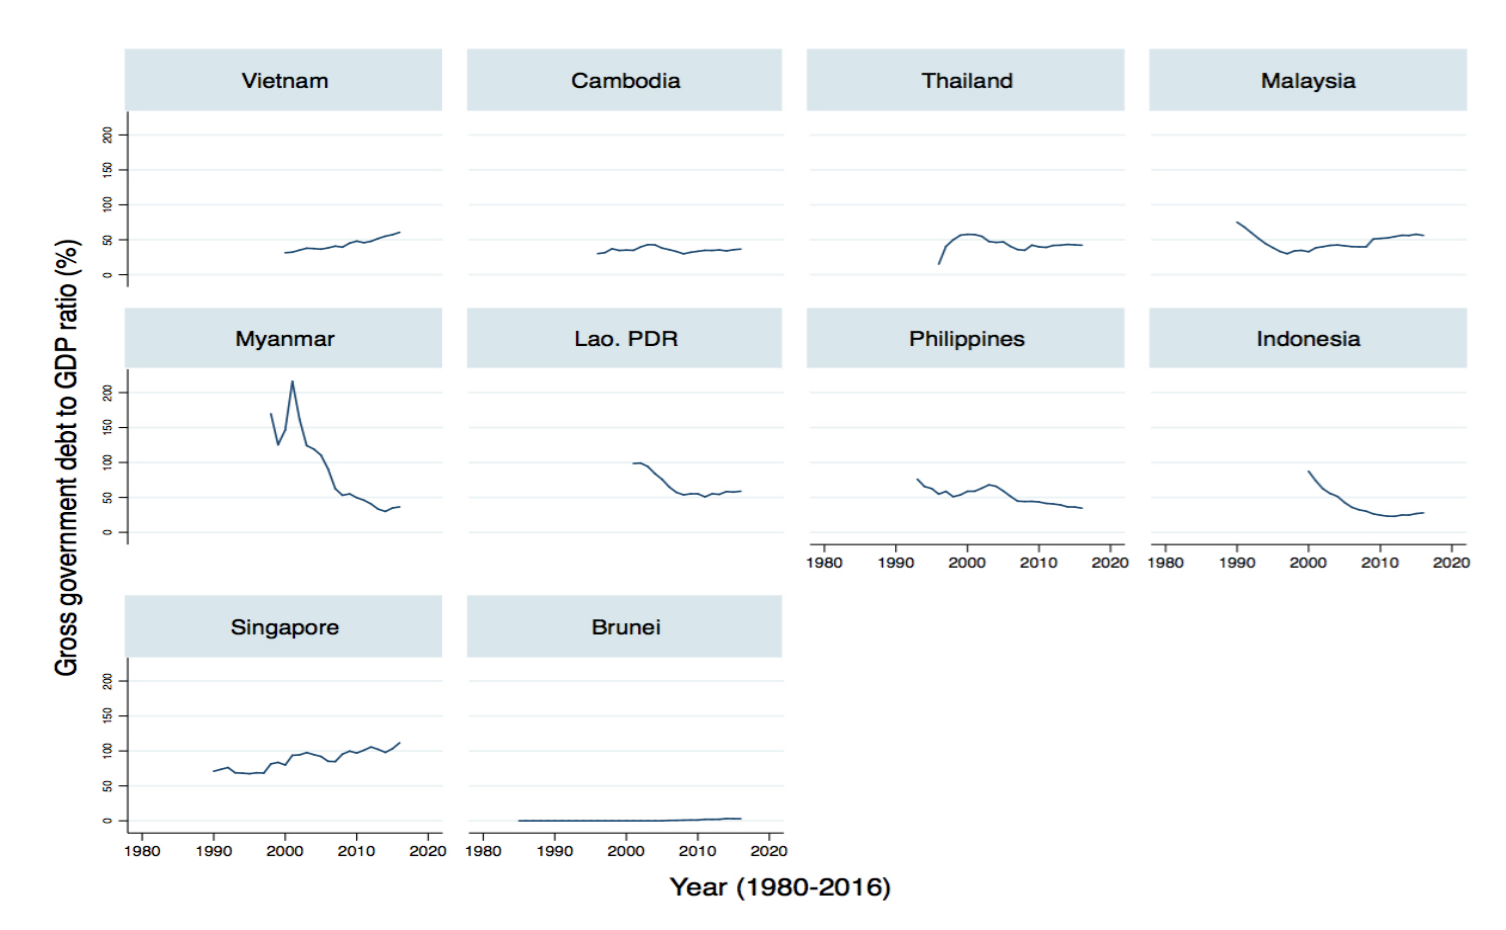 Vietnam
Cambodia
Thailand
Malaysia
200
150
100
50
0
Gross government debt to GDP ratio (%)
Myanmar
Lao. PDR
Philippines
Indonesia
200
150
100
50
0
1980 1990 2000 2010 2020
1980 1990 2000 2010 2020
Singapore
Brunei
200
150
100
50
0
1980 1990 2000 2010 2020
1980 1990 2000 2010 2020
Year (1980-2016)